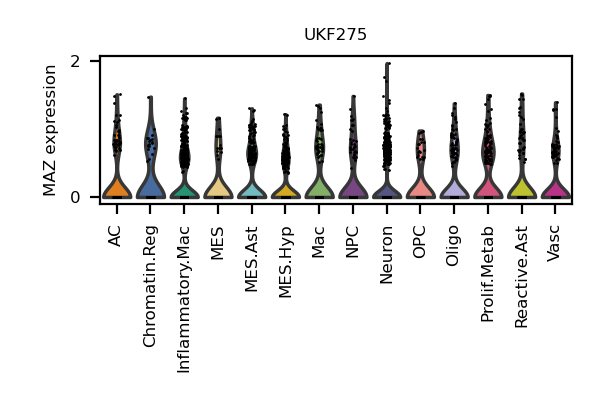 UKF275
MAZ expression
2
0
AC
Chromatin.Reg
Inflammatory.Mac
MES
MES.Ast
MES.Hyp
Mac
NPC
Neuron
OPC
Oligo
Prolif.Metab
Reactive.Ast
Vasc